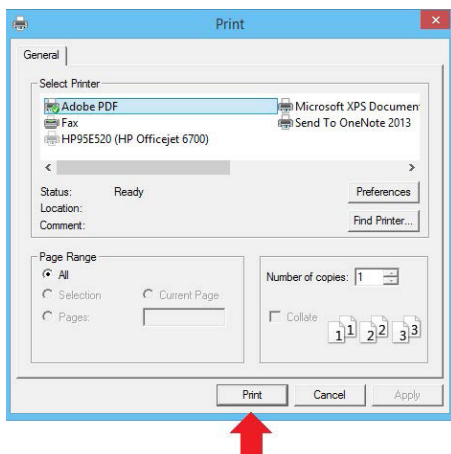 Print
General
Select Printer
Adobe PDF
Microsoft XPS Documen
Fax
Send To OneNote 2013
HP95E520 (HP Officejet 6700)
Status: Ready
Preferences
Location:
Comment:
Find Printer...
Page Range
All
Number of copies: 1
Selection
Current Page
Collate
Pages:
1 1 2 2 3 3
Print
Cancel
Apply